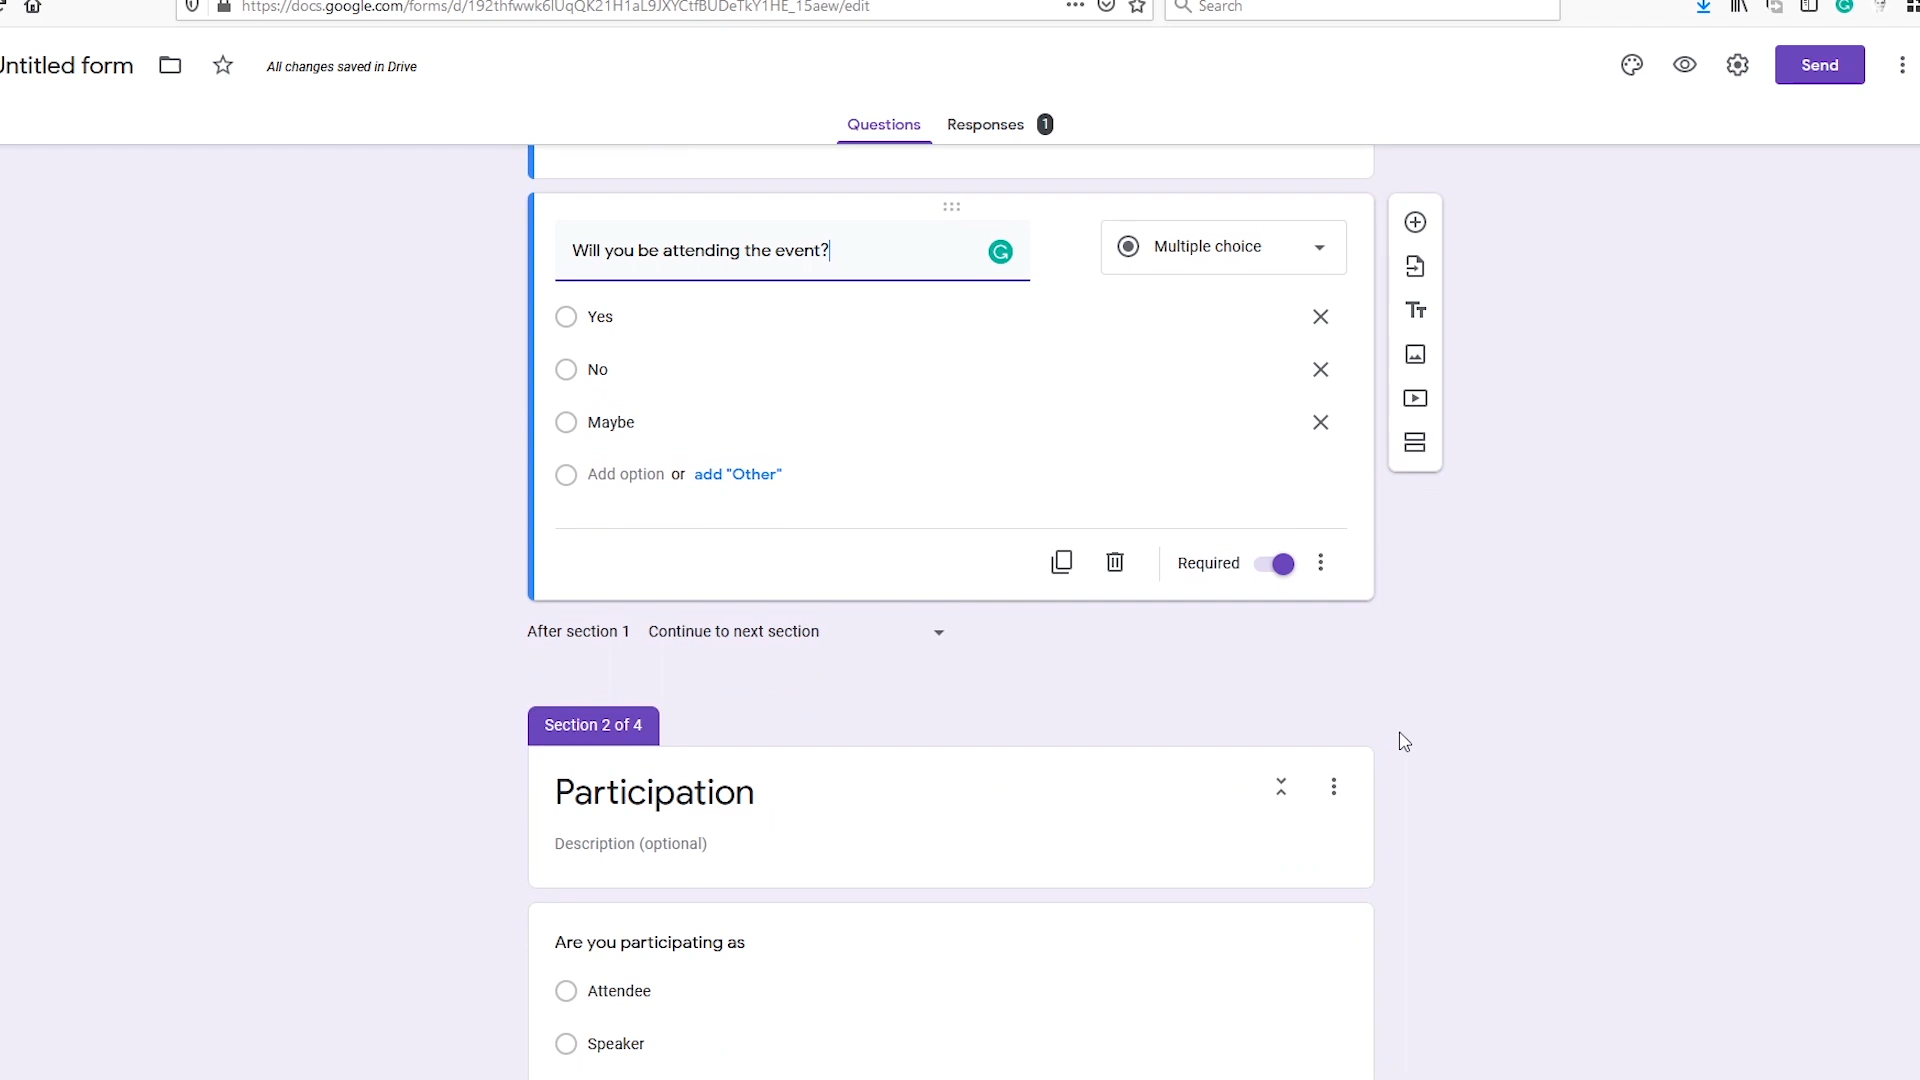 https://docs.google.com/forms/d/192thfwwk6lUqQK21H1aL9JXYCtfBUDeTkY1HE_15aew/edit
Search
Untitled form
All changes saved in Drive
Send
Questions
Responses 1
Will you be attending the event?
Multiple choice
Yes
No
Maybe
Add option or add "Other"
Required
After section 1 Continue to next section
Section 2 of 4
Participation
Description (optional)
Are you participating as
Attendee
Speaker